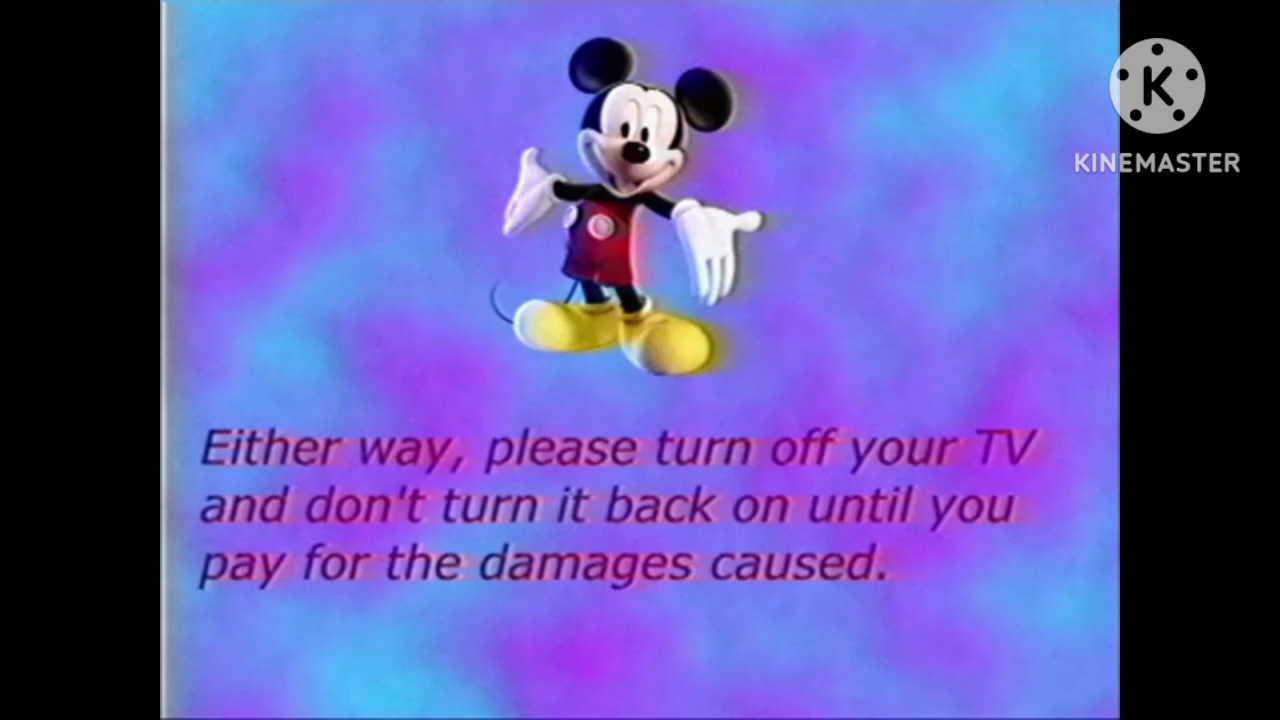 K
KINEMASTER
Either way, please turn off your TV
and don't turn it back on until you
pay for the damages caused.